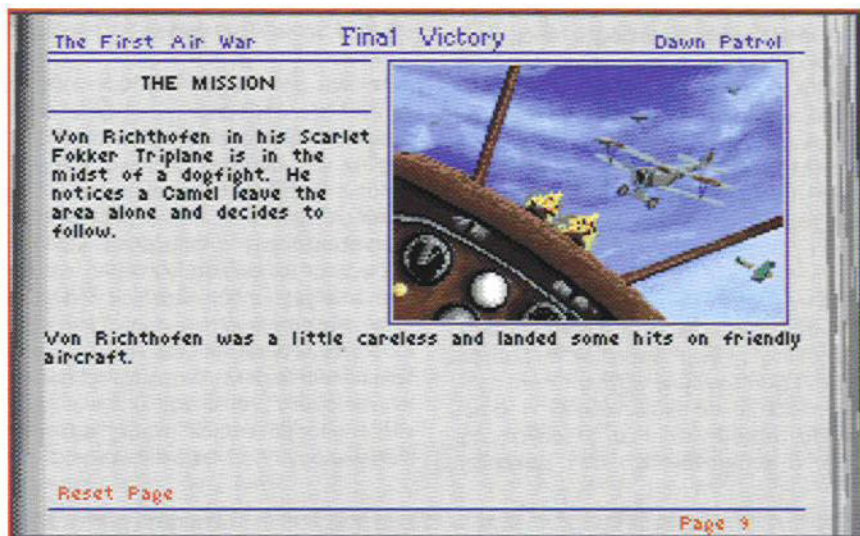 The First Air War Final Victory Dawn Patrol
THE MISSION
Von Richthofen in his Scarlet
Fokker Triplane is in the
midst of a dogfight. He
notices a Camel leave the
area alone and decides to
follow.
Von Richthofen was a little careless and landed some hits on friendly
aircraft.
Reset Page
Page 9